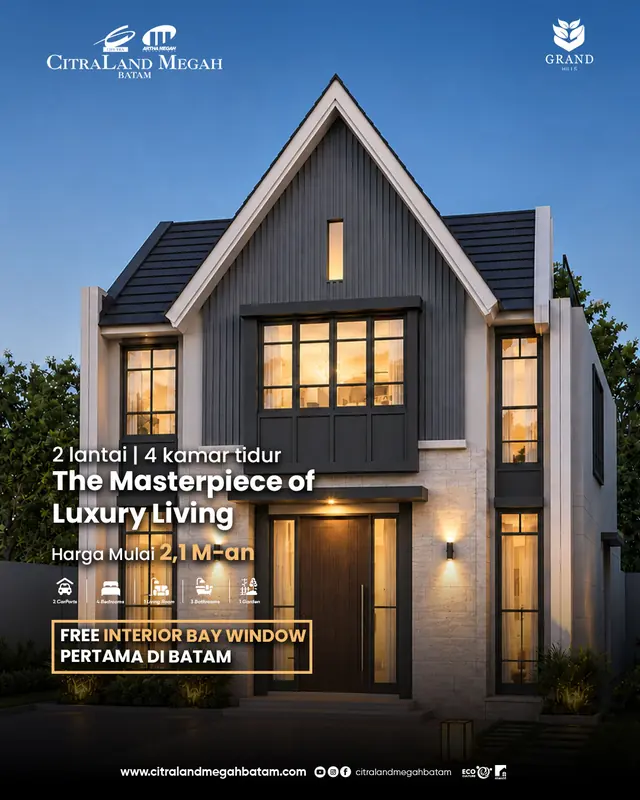 CITRALAND MEGAH
BATAM
ARTHA MEGAH
GRAND
2 lantai | 4 kamar tidur
The Masterpiece of
Luxury Living
Harga Mulai 2,1 M-an
2 CarPorts
4 Bedrooms
1 Living Room
3 Bathrooms
1 Garden
FREE INTERIOR BAY WINDOW
PERTAMA DI BATAM
www.citralandmegahbatam.com
citralandmegahbatam
ECO
CULTURE